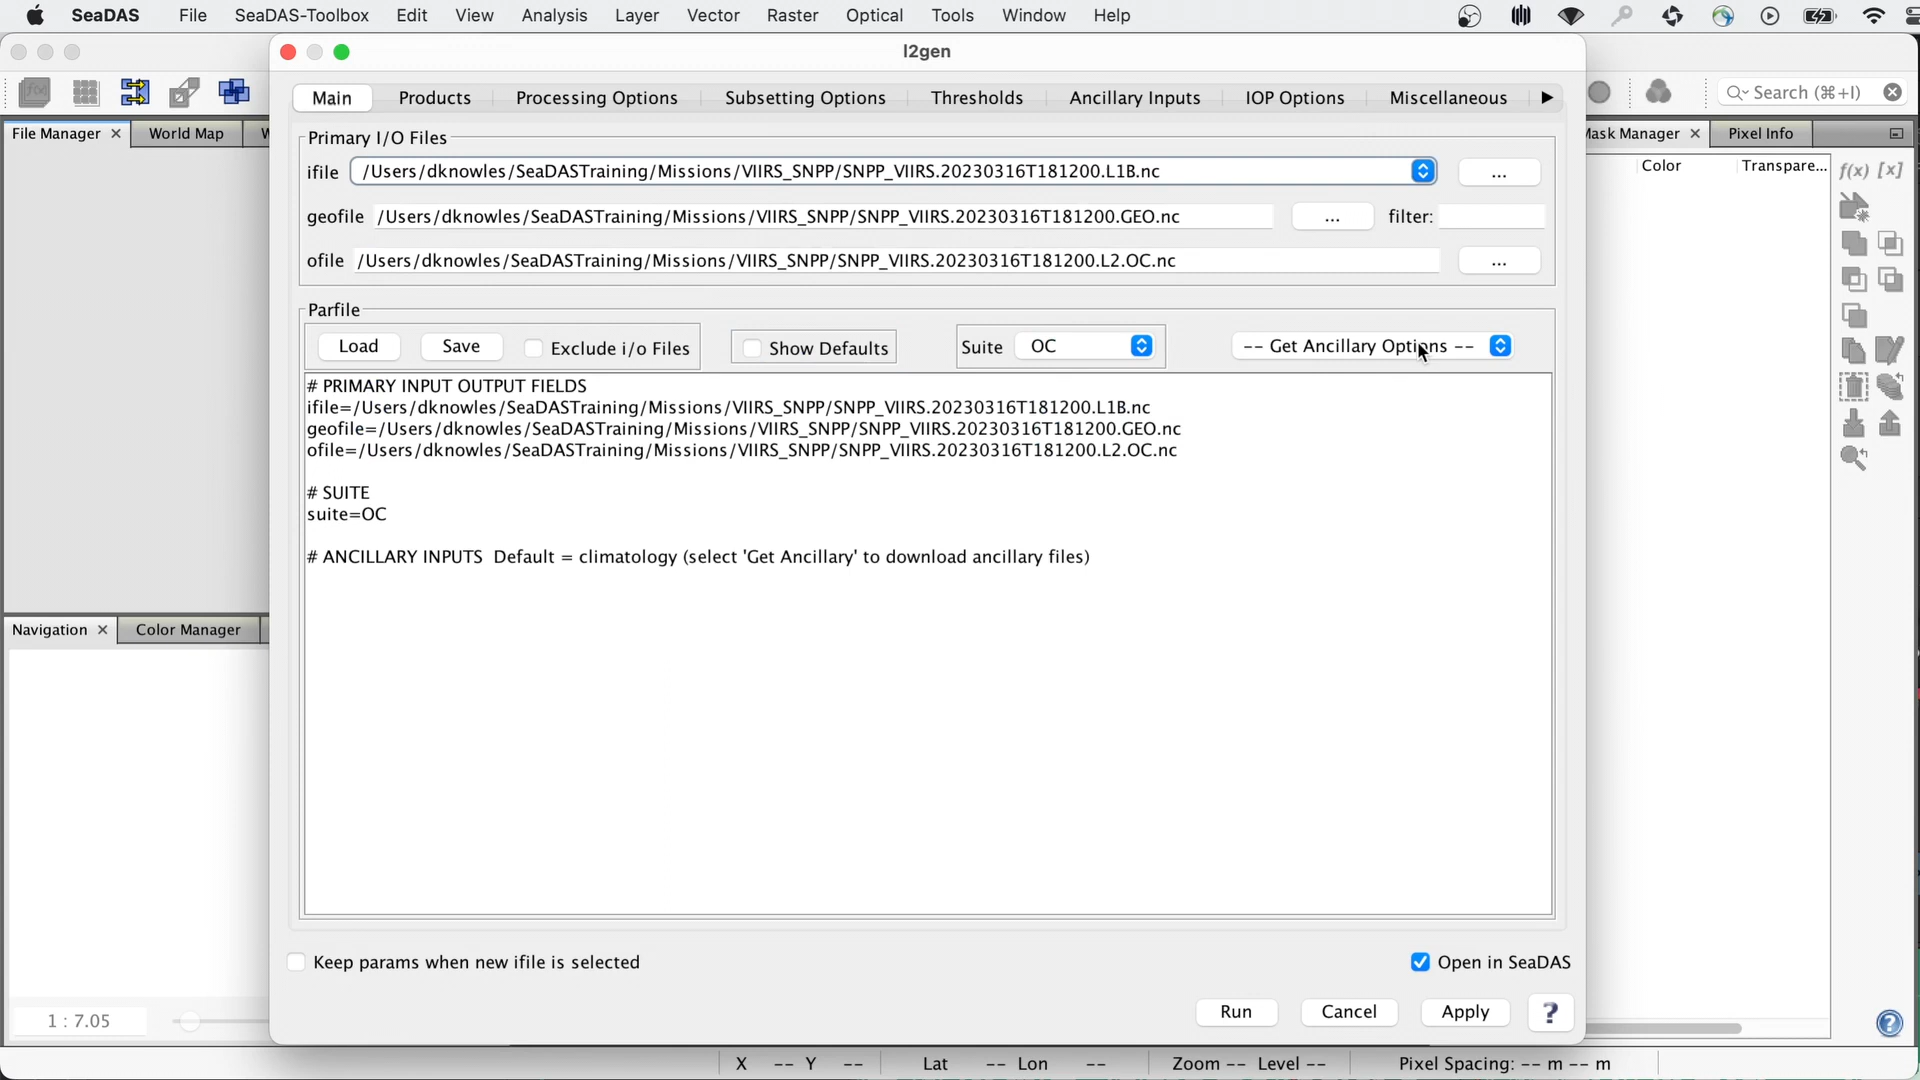 SeaDAS File SeaDAS-Toolbox Edit View Analysis Layer Vector Raster Optical Tools Window Help
l2gen
Search (⌘+I)
Main Products Processing Options Subsetting Options Thresholds Ancillary Inputs IOP Options Miscellaneous
File Manager World Map
Mask Manager Pixel Info
Primary I/O Files
Color Transpare...
ifile /Users/dknowles/SeaDASTraining/Missions/VIIRS_SNPP/SNPP_VIIRS.20230316T181200.L1B.nc ...
geofile /Users/dknowles/SeaDASTraining/Missions/VIIRS_SNPP/SNPP_VIIRS.20230316T181200.GEO.nc ... filter:
ofile /Users/dknowles/SeaDASTraining/Missions/VIIRS_SNPP/SNPP_VIIRS.20230316T181200.L2.OC.nc ...
Parfile
Load Save Exclude i/o Files Show Defaults Suite OC -- Get Ancillary Options --
# PRIMARY INPUT OUTPUT FIELDS
ifile=/Users/dknowles/SeaDASTraining/Missions/VIIRS_SNPP/SNPP_VIIRS.20230316T181200.L1B.nc
geofile=/Users/dknowles/SeaDASTraining/Missions/VIIRS_SNPP/SNPP_VIIRS.20230316T181200.GEO.nc
ofile=/Users/dknowles/SeaDASTraining/Missions/VIIRS_SNPP/SNPP_VIIRS.20230316T181200.L2.OC.nc
# SUITE
suite=OC
# ANCILLARY INPUTS Default = climatology (select 'Get Ancillary' to download ancillary files)
Navigation Color Manager
Keep params when new ifile is selected
Open in SeaDAS
Run Cancel Apply ?
1 : 7.05
X -- Y -- Lat -- Lon -- Zoom -- Level -- Pixel Spacing: -- m -- m